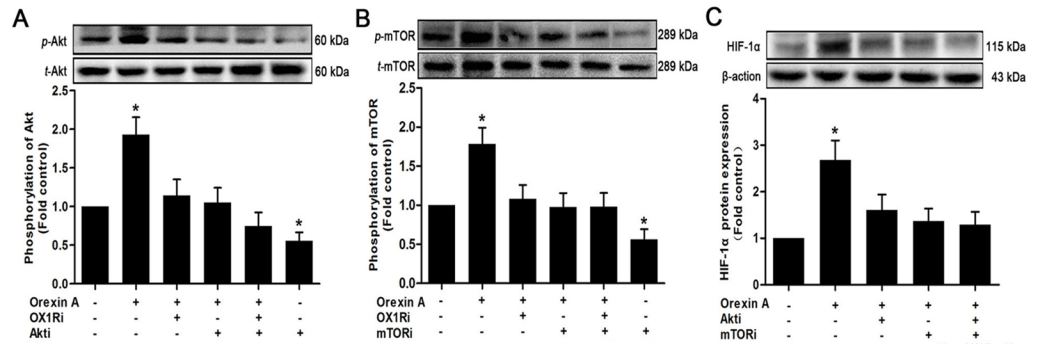 A
p-Akt 60 kDa
t-Akt 60 kDa
Phosphorylation of Akt
(Fold control)
2.5
2.0
1.5
1.0
0.5
0.0
*
*
Orexin A - + + + + -
OX1Ri - - + - + -
Akti - - - + + +
B
p-mTOR 289 kDa
t-mTOR 289 kDa
Phosphorylation of mTOR
(Fold control)
2.5
2.0
1.5
1.0
0.5
0.0
*
*
Orexin A - + + + + -
OX1Ri - - + - + -
mTORi - - - + + +
C
HIF-1α 115 kDa
β-action 43 kDa
HIF-1α protein expression
(Fold control)
4
3
2
1
0
*
Orexin A - + + + +
Akti - - + - +
mTORi - - - + +